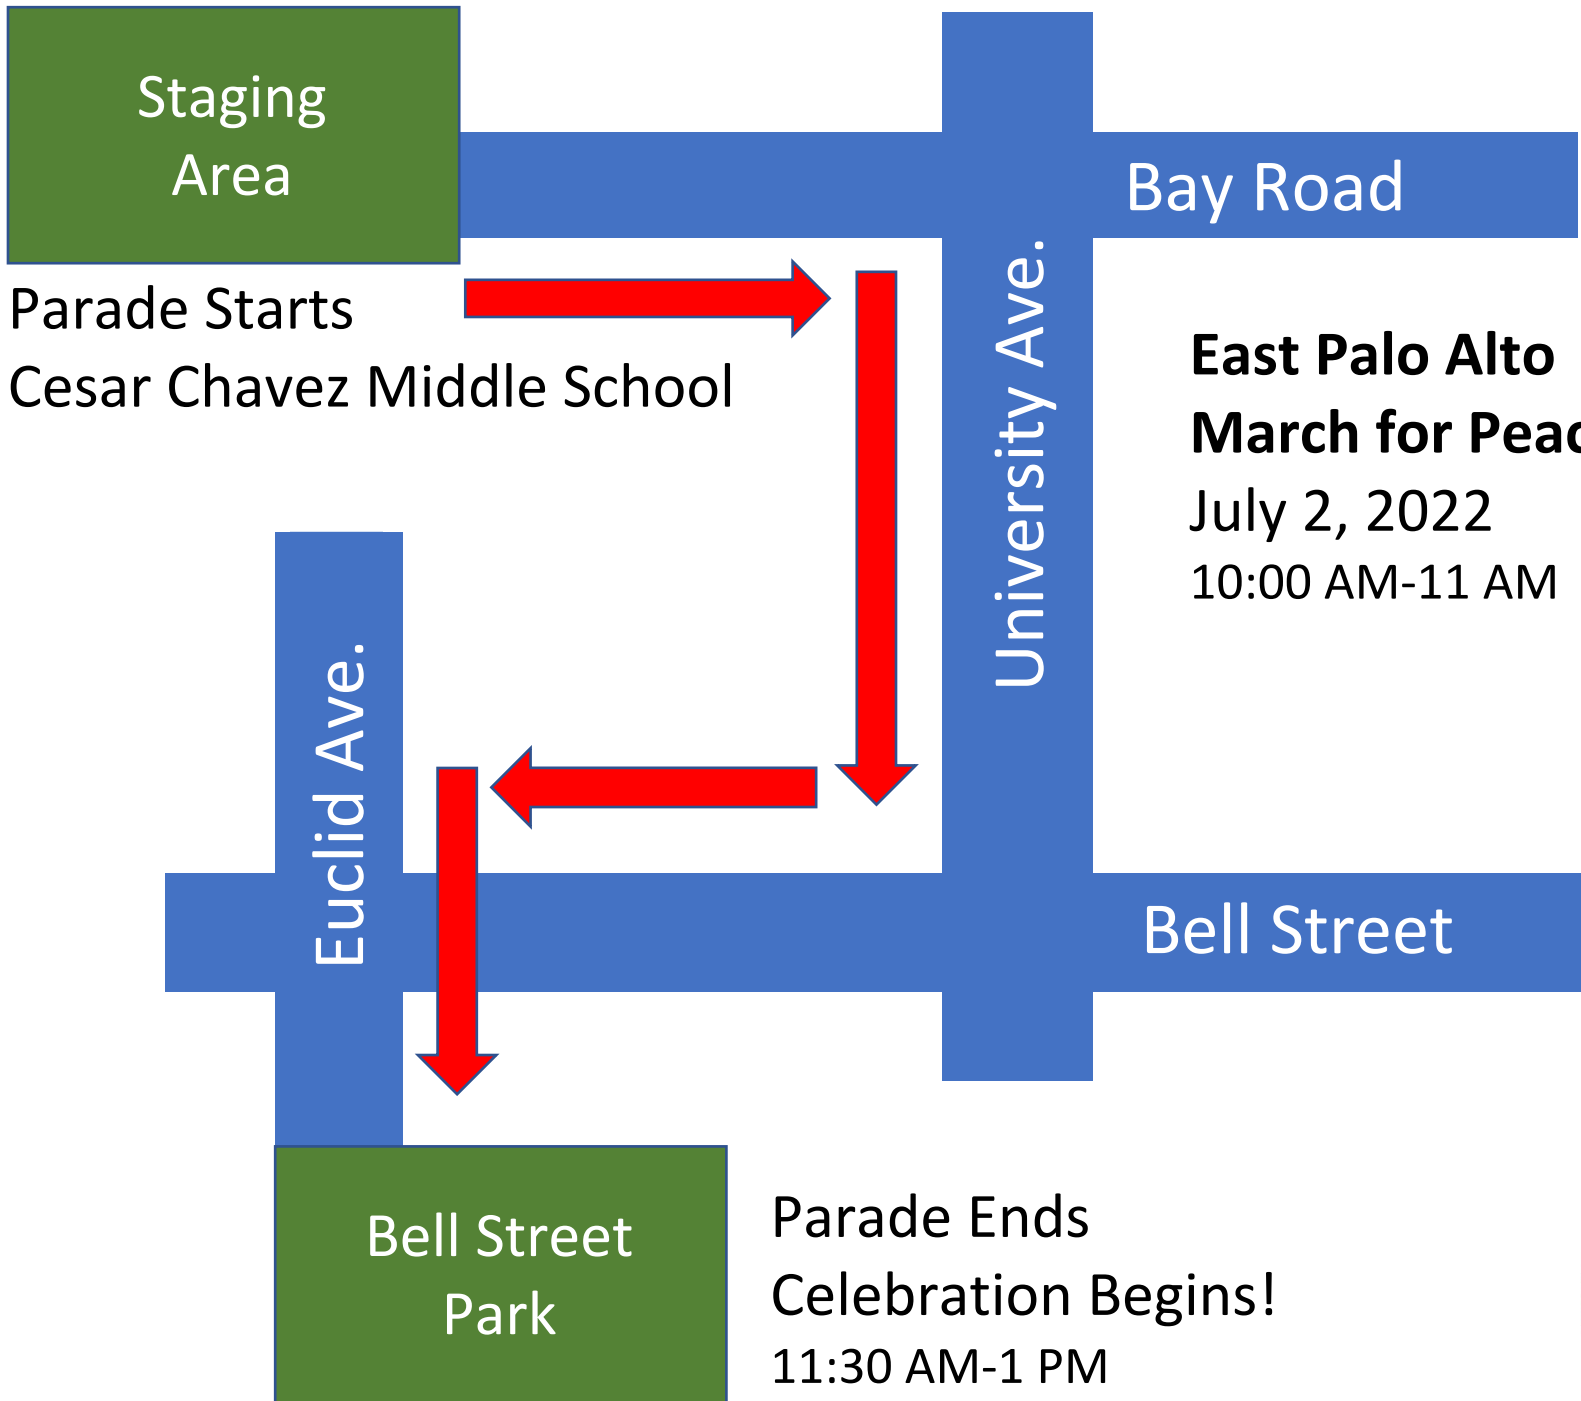 Staging
Area
Bay Road
Parade Starts
Cesar Chavez Middle School
University Ave.
East Palo Alto
March for Peac
July 2, 2022
10:00 AM-11 AM
Euclid Ave.
Bell Street
Bell Street
Park
Parade Ends
Celebration Begins!
11:30 AM-1 PM